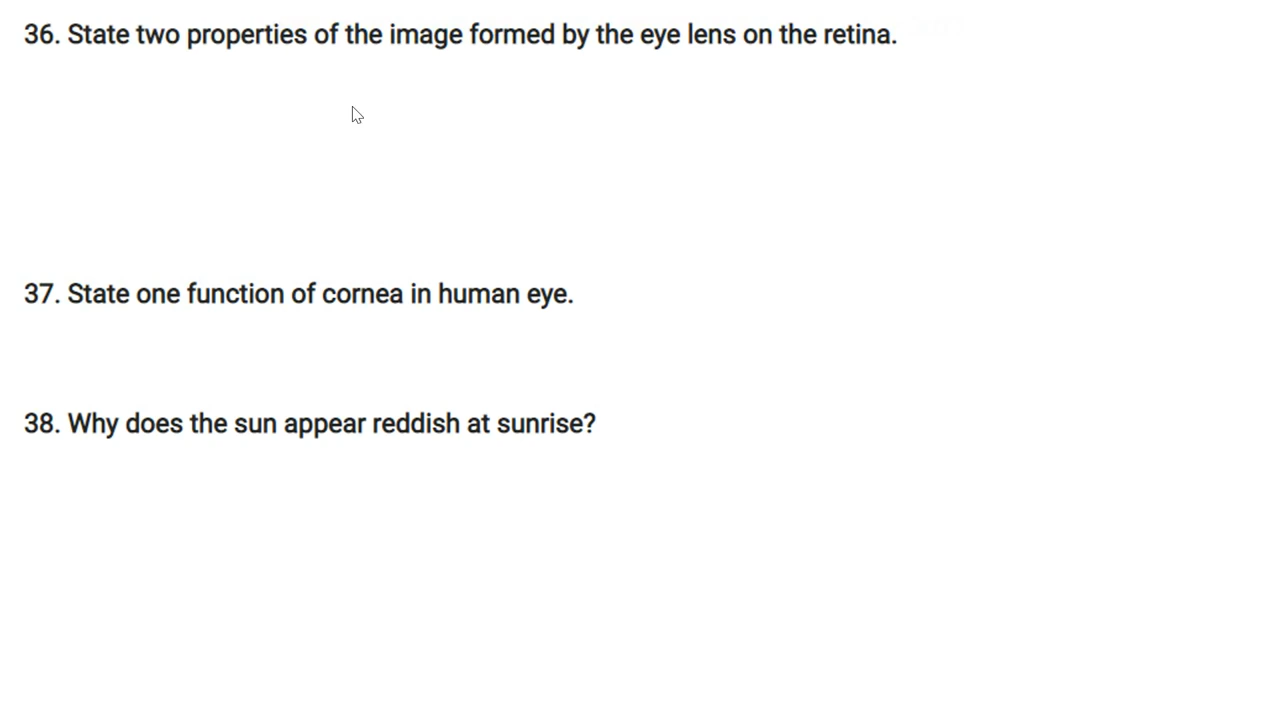 36. State two properties of the image formed by the eye lens on the retina.
37. State one function of cornea in human eye.
38. Why does the sun appear reddish at sunrise?